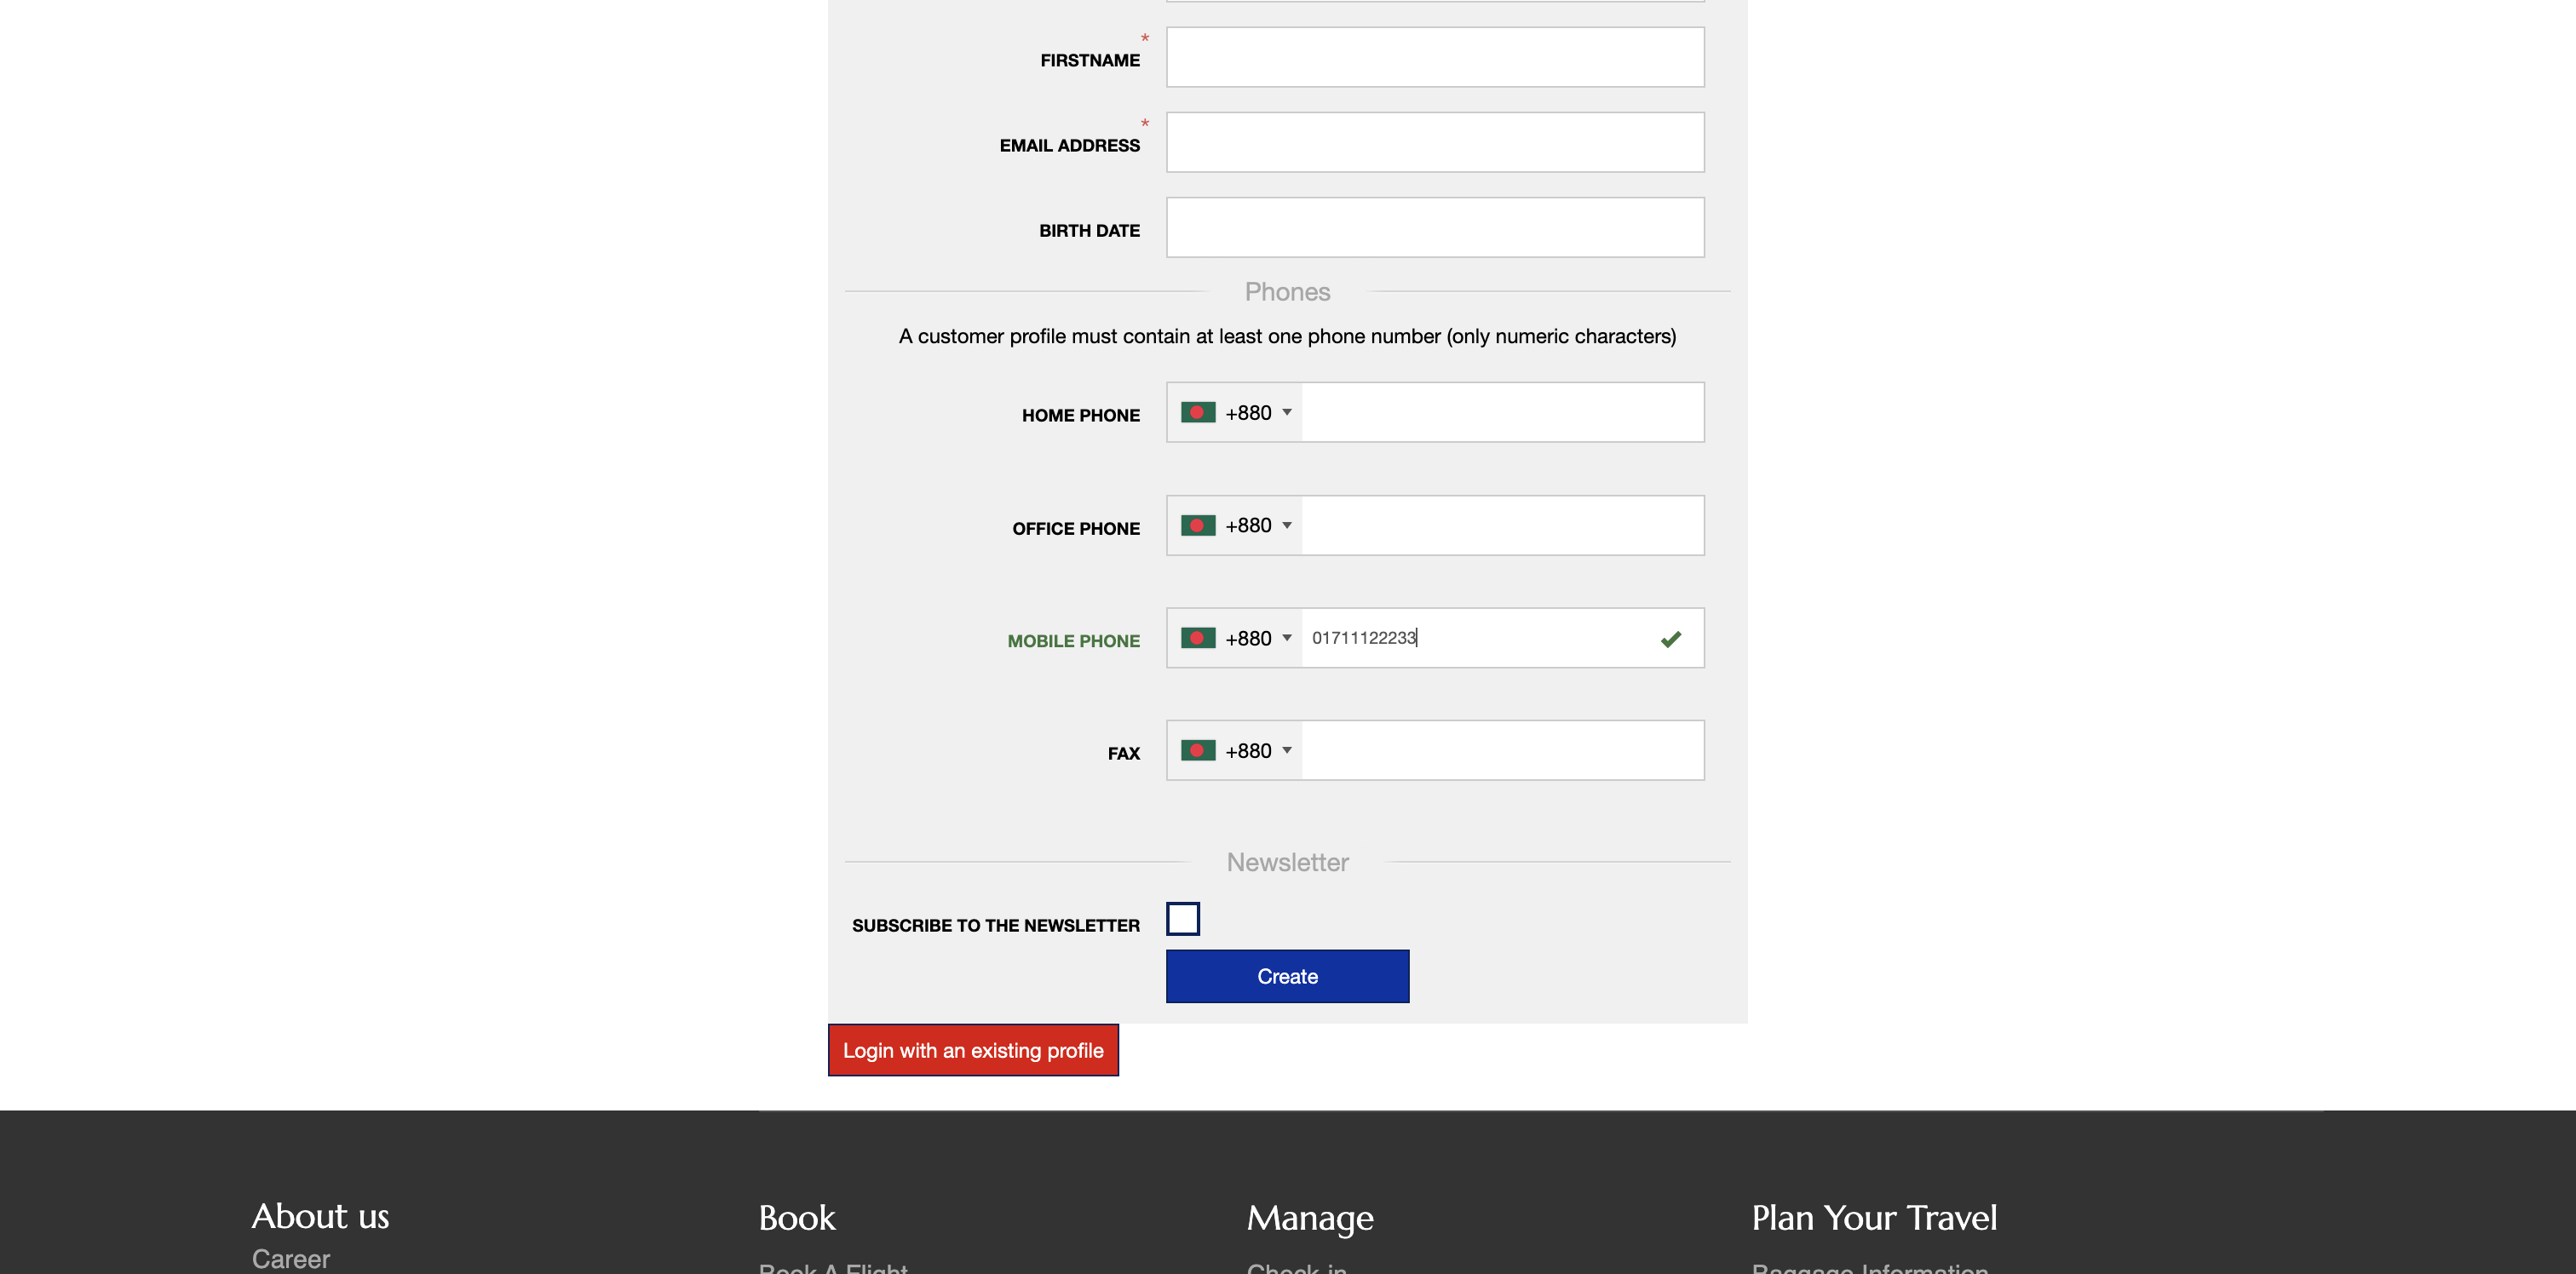 *
FIRSTNAME
*
EMAIL ADDRESS
BIRTH DATE
Phones
A customer profile must contain at least one phone number (only numeric characters)
HOME PHONE +880
OFFICE PHONE +880
MOBILE PHONE +880 01711122233
FAX +880
Newsletter
SUBSCRIBE TO THE NEWSLETTER
Create
Login with an existing profile
About us Book Manage Plan Your Travel
Career
Book A Flight Check-in Baggage Information